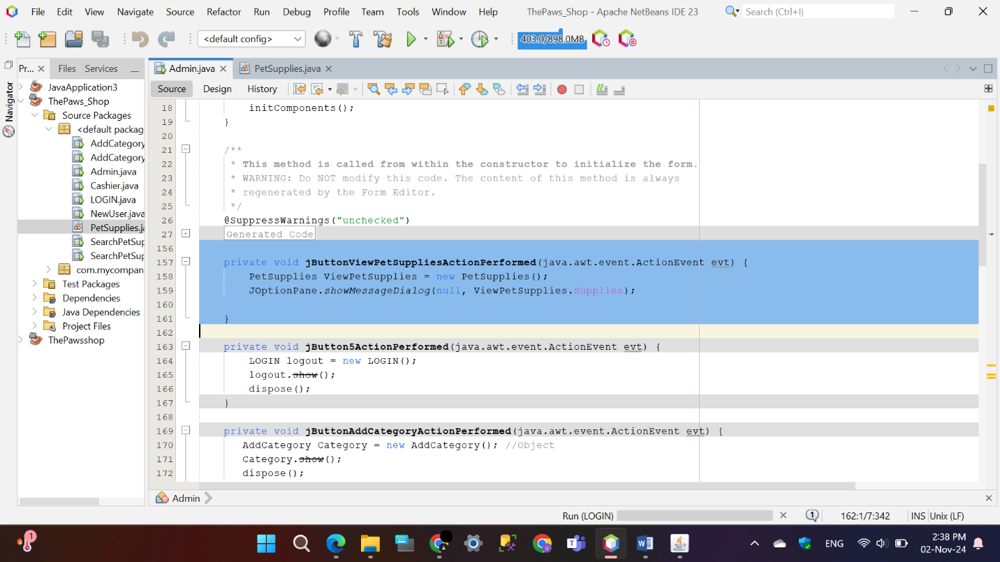 File Edit View Navigate Source Refactor Run Debug Profile Team Tools Window Help ThePaws_Shop - Apache NetBeans IDE 23 Search (Ctrl+I)
<default config> 403.0/898.0MB
Pr... Files Services
Admin.java PetSupplies.java
Source Design History
Navigator
JavaApplication3
ThePaws_Shop
Source Packages
<default packag
AddCategory
AddCategory
Admin.java
Cashier.java
LOGIN.java
NewUser.java
PetSupplies.ja
SearchPetSup
SearchPetSup
com.mycompan
Test Packages
Dependencies
Java Dependencies
Project Files
ThePawsshop
18 initComponents();
19 }
20
21 /**
22 * This method is called from within the constructor to initialize the form.
23 * WARNING: Do NOT modify this code. The content of this method is always
24 * regenerated by the Form Editor.
25 */
26 @SuppressWarnings("unchecked")
27 Generated Code
156
157 private void jButtonViewPetSuppliesActionPerformed(java.awt.event.ActionEvent evt) {
158 PetSupplies ViewPetSupplies = new PetSupplies();
159 JOptionPane.showMessageDialog(null, ViewPetSupplies.Supplies);
160
161 }
162
163 private void jButton5ActionPerformed(java.awt.event.ActionEvent evt) {
164 LOGIN logout = new LOGIN();
165 logout.show();
166 dispose();
167 }
168
169 private void jButtonAddCategoryActionPerformed(java.awt.event.ActionEvent evt) {
170 AddCategory Category = new AddCategory(); //Object
171 Category.show();
172 dispose();
Admin
Run (LOGIN) 1 162:1/7:342 INS Unix (LF)
1 ENG 2:38 PM
02-Nov-24